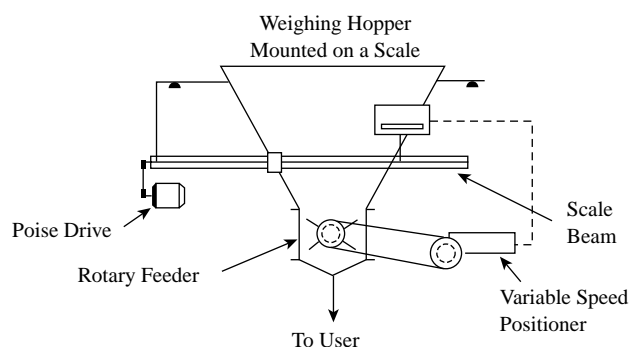 Weighing Hopper
Mounted on a Scale
Poise Drive
Scale
Beam
Rotary Feeder
Variable Speed
Positioner
To User